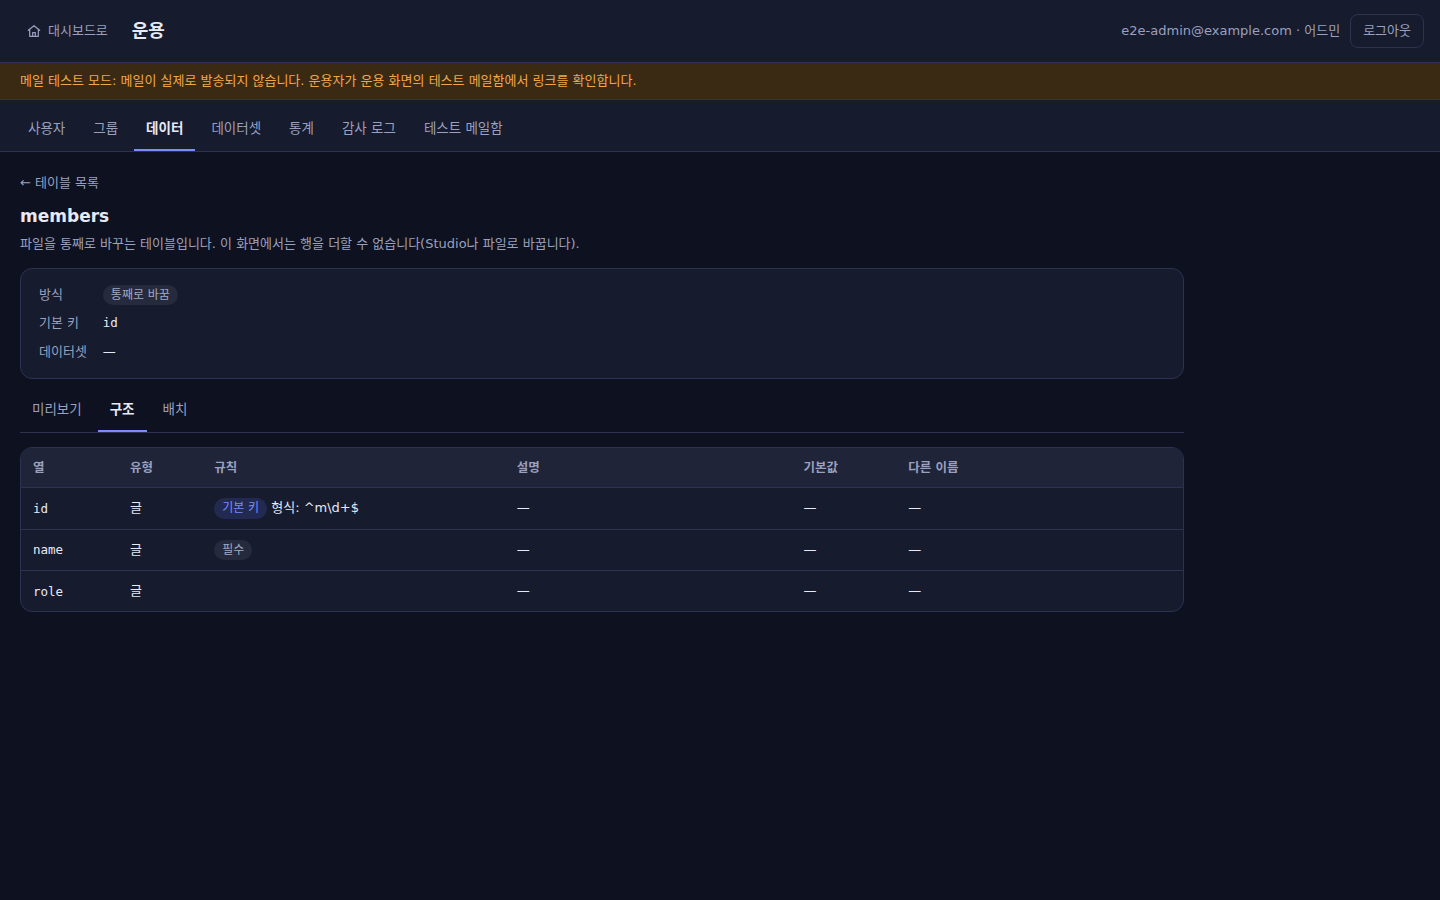 대시보드로 운용 e2e-admin@example.com · 어드민 로그아웃
메일 테스트 모드: 메일이 실제로 발송되지 않습니다. 운용자가 운용 화면의 테스트 메일함에서 링크를 확인합니다.
사용자 그룹 데이터 데이터셋 통계 감사 로그 테스트 메일함
← 테이블 목록
members
파일을 통째로 바꾸는 테이블입니다. 이 화면에서는 행을 더할 수 없습니다(Studio나 파일로 바꿉니다).
방식 통째로 바꿈
기본 키 id
데이터셋 —
미리보기 구조 배치
열 유형 규칙 설명 기본값 다른 이름
id 글 기본 키 형식: ^m\d+$ — — —
name 글 필수 — — —
role 글 — — —